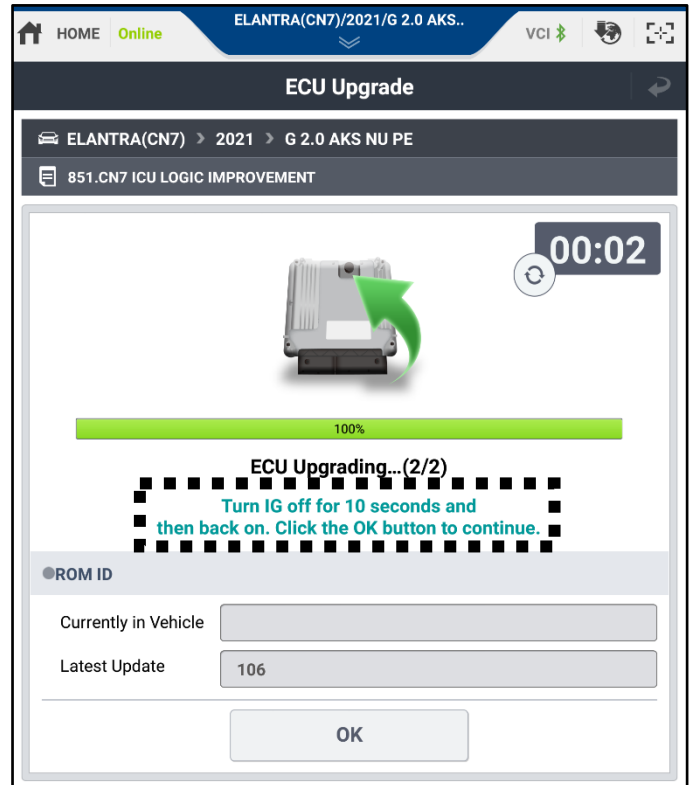 HOME Online
ELANTRA(CN7)/2021/G 2.0 AKS..
VCI
ECU Upgrade
ELANTRA(CN7) > 2021 > G 2.0 AKS NU PE
851.CN7 ICU LOGIC IMPROVEMENT
00:02
100%
ECU Upgrading...(2/2)
Turn IG off for 10 seconds and
then back on. Click the OK button to continue.
ROM ID
Currently in Vehicle
Latest Update 106
OK